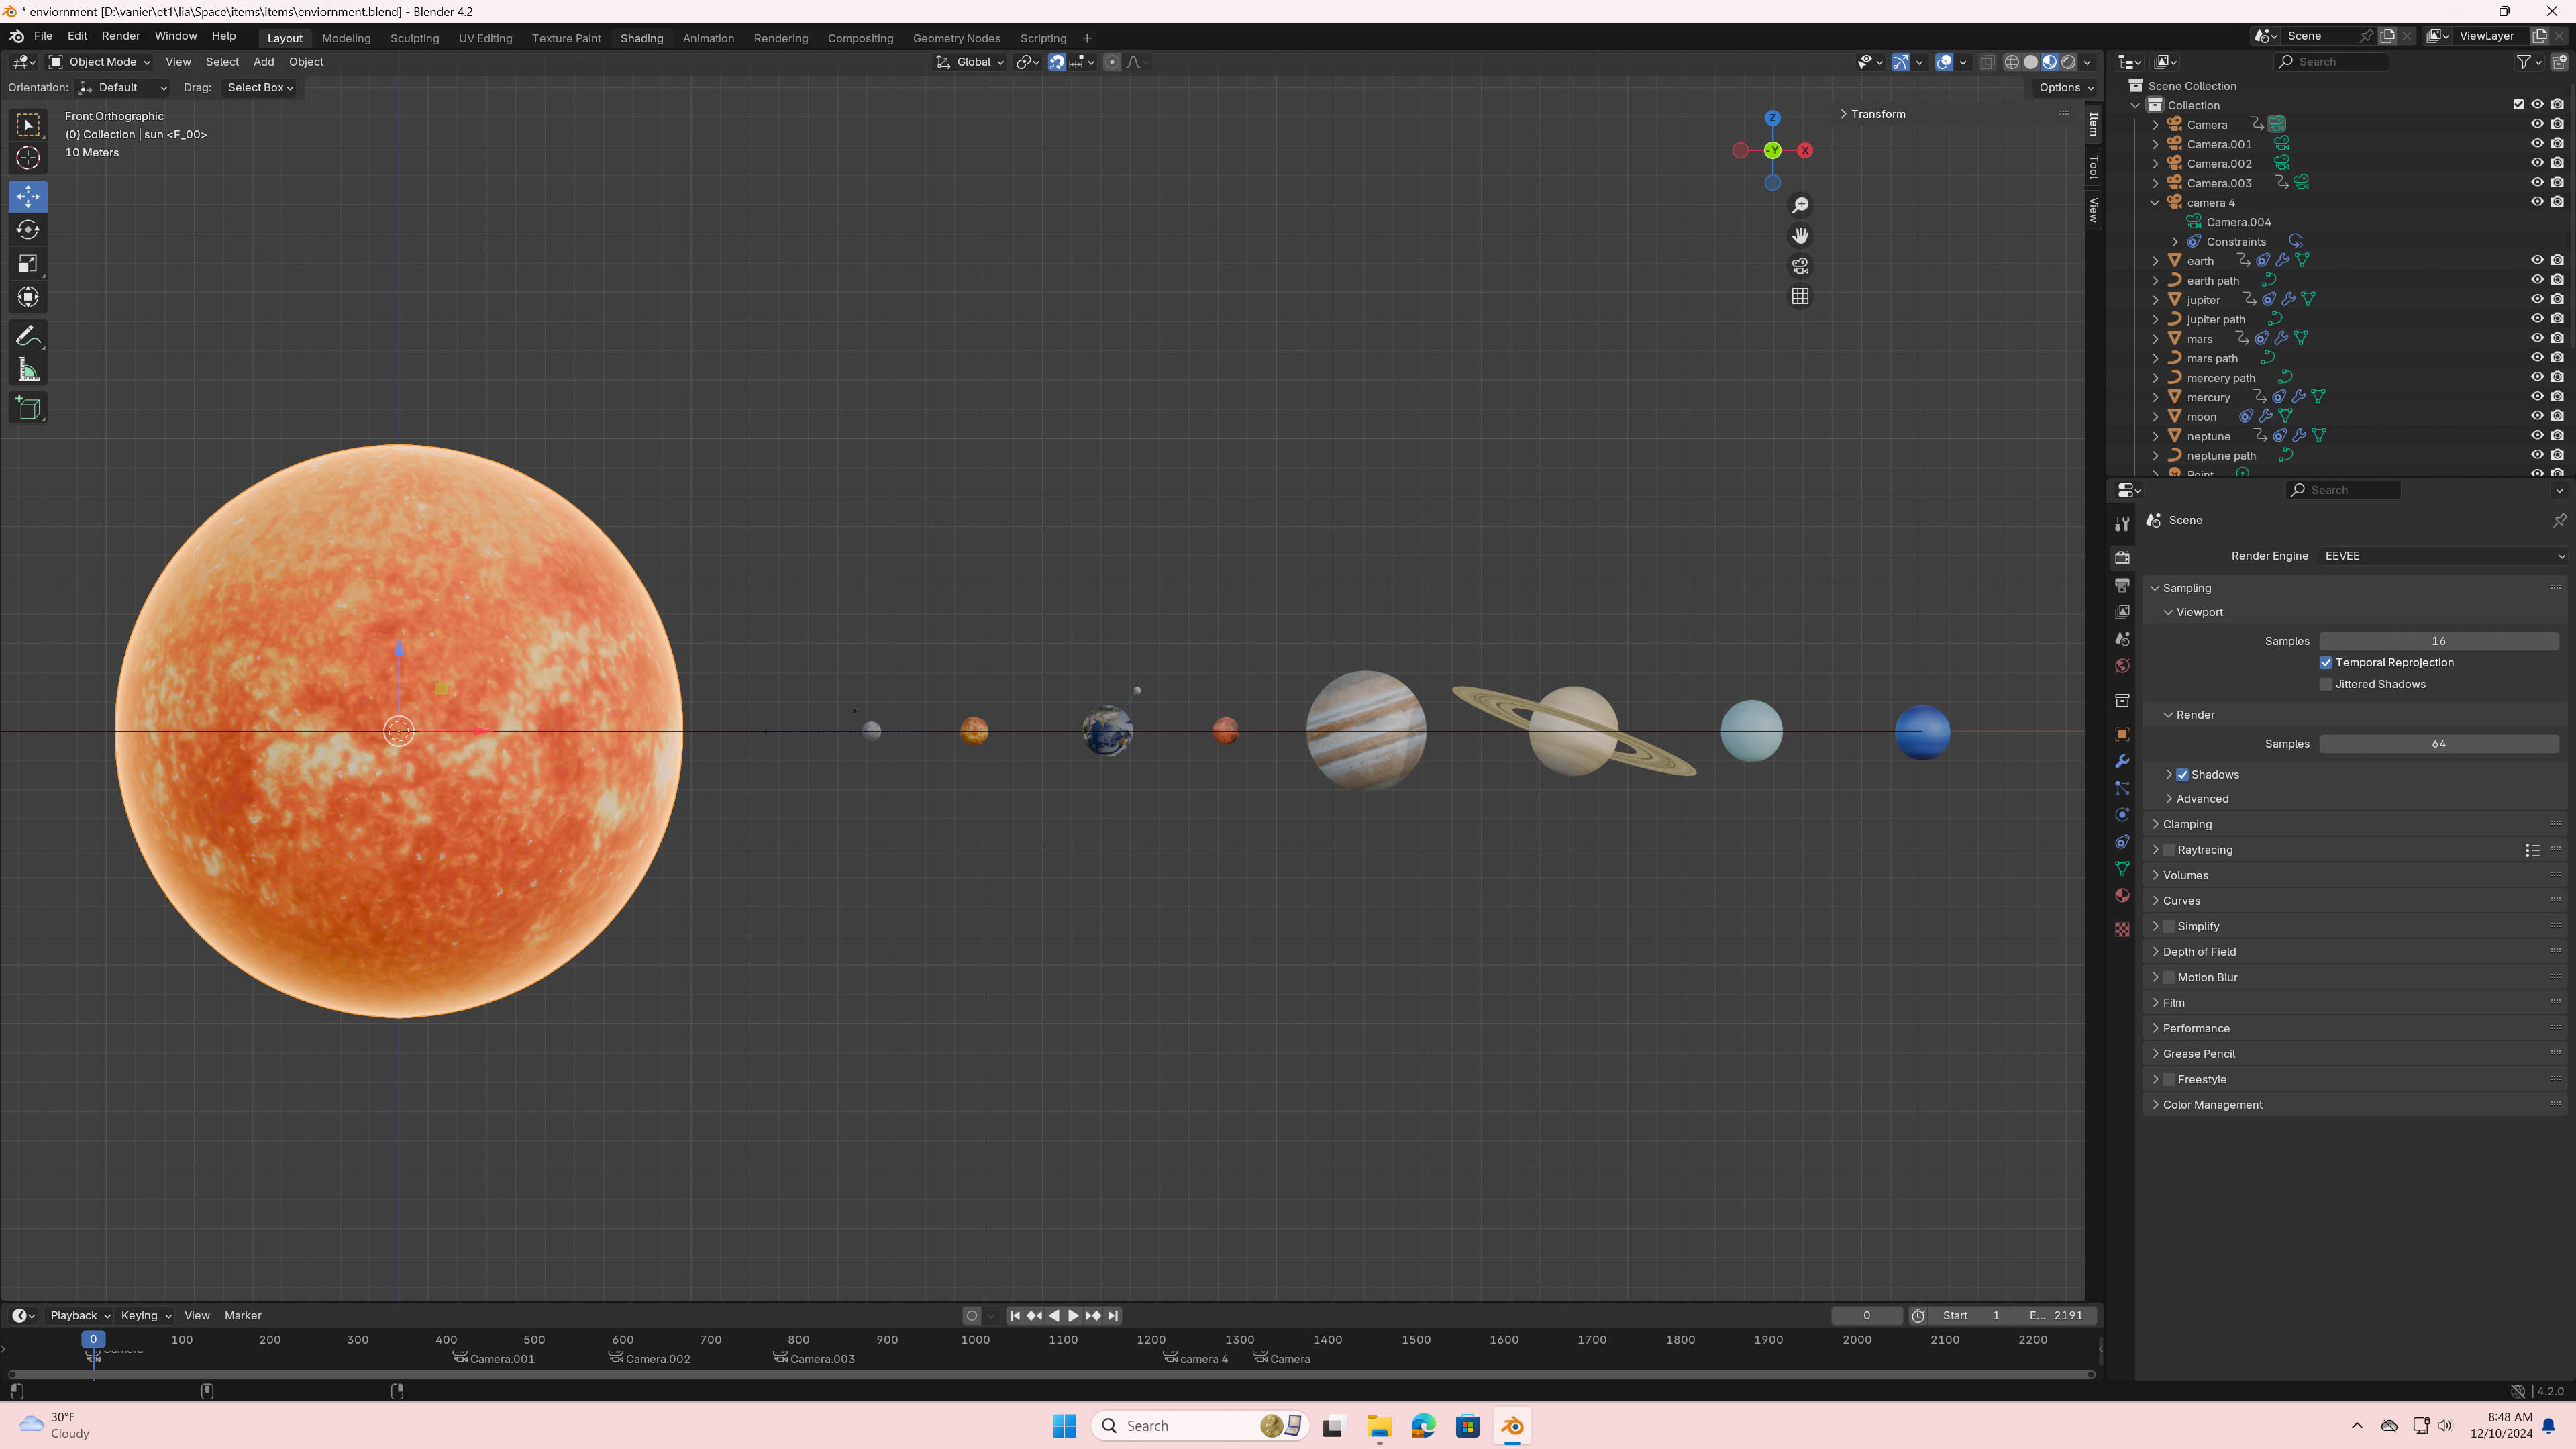 * enviornment [D:\vanier\et1\lia\Space\items\items\enviornment.blend] - Blender 4.2
File Edit Render Window Help Layout Modeling Sculpting UV Editing Texture Paint Shading Animation Rendering Compositing Geometry Nodes Scripting + Scene ViewLayer
Object Mode View Select Add Object Global Search
Orientation: Default Drag: Select Box Options
Front Orthographic
(0) Collection | sun <F_00>
10 Meters
Z
-Y
X
Transform
Item
Tool
View
Scene Collection
Collection
Camera
Camera.001
Camera.002
Camera.003
camera 4
Camera.004
Constraints
earth
earth path
jupiter
jupiter path
mars
mars path
mercery path
mercury
moon
neptune
neptune path
Point
Search
Scene
Render Engine EEVEE
Sampling
Viewport
Samples 16
Temporal Reprojection
Jittered Shadows
Render
Samples 64
Shadows
Advanced
Clamping
Raytracing
Volumes
Curves
Simplify
Depth of Field
Motion Blur
Film
Performance
Grease Pencil
Freestyle
Color Management
Playback Keying View Marker 0 Start 1 E... 2191
0 100 200 300 400 500 600 700 800 900 1000 1100 1200 1300 1400 1500 1600 1700 1800 1900 2000 2100 2200
Camera Camera.001 Camera.002 Camera.003 camera 4 Camera
4.2.0
30°F
Cloudy
Search
8:48 AM
12/10/2024